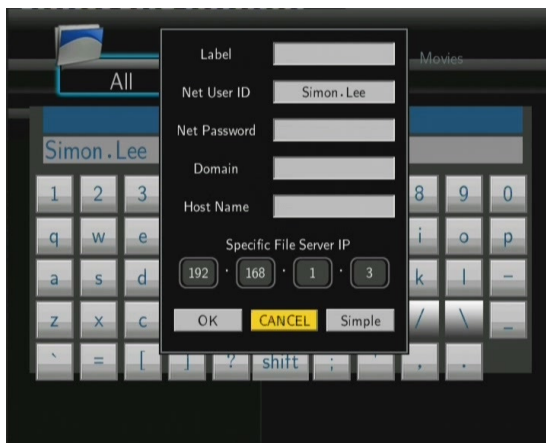 All
Movies
Label
Net User ID Simon.Lee
Net Password
Domain
Host Name
Specific File Server IP
192 . 168 . 1 . 3
OK CANCEL Simple
Simon.Lee
1 2 3 8 9 0
q w e i o p
a s d k l -
z x c / \ _
` = [ ] ? shift ; ' , .